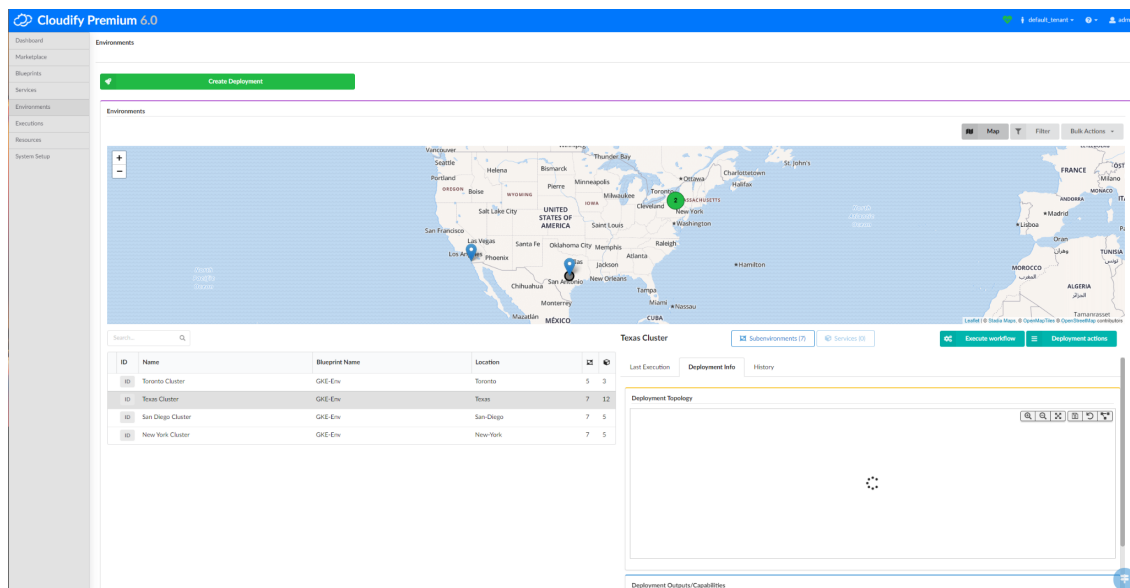 Cloudify Premium 6.0
default_tenant
Dashboard
Marketplace
Blueprints
Services
Environments
Executions
Resources
System Setup
Environments
Create Deployment
Environments
Map
Filter
Bulk Actions
+
−
Vancouver
Seattle
Portland
OREGON
Boise
Helena
WYOMING
Bismarck
Pierre
Minneapolis
Thunder Bay
IOWA
Milwaukee
Toronto
Ottawa
2
Cleveland
New York
Washington
Charlottetown
Halifax
St. John's
Salt Lake City
UNITED
STATES OF
AMERICA
Saint Louis
San Francisco
Las Vegas
Phoenix
Santa Fe
Oklahoma City
Memphis
Raleigh
Atlanta
Jackson
New Orleans
San Antonio
Chihuahua
Monterrey
Mazatlán
MÉXICO
Tampa
Miami
Nassau
CUBA
Hamilton
FRANCE
Milano
MONACO
ANDORRA
Madrid
Lisboa
Oran
وهران
TUNISIA
تونس
MOROCCO
المغرب
ALGERIA
الجزائر
Tamanrasset
Leaflet | © Stadia Maps, © OpenMapTiles © OpenStreetMap contributors
Search...
ID Name Blueprint Name Location
ID Toronto Cluster GKE-Env Toronto 5 3
ID Texas Cluster GKE-Env Texas 7 12
ID San Diego Cluster GKE-Env San-Diego 7 5
ID New York Cluster GKE-Env New-York 7 5
Texas Cluster
Subenvironments (7)
Services (0)
Execute workflow
Deployment actions
Last Execution
Deployment Info
History
Deployment Topology
Deployment Outputs/Capabilities